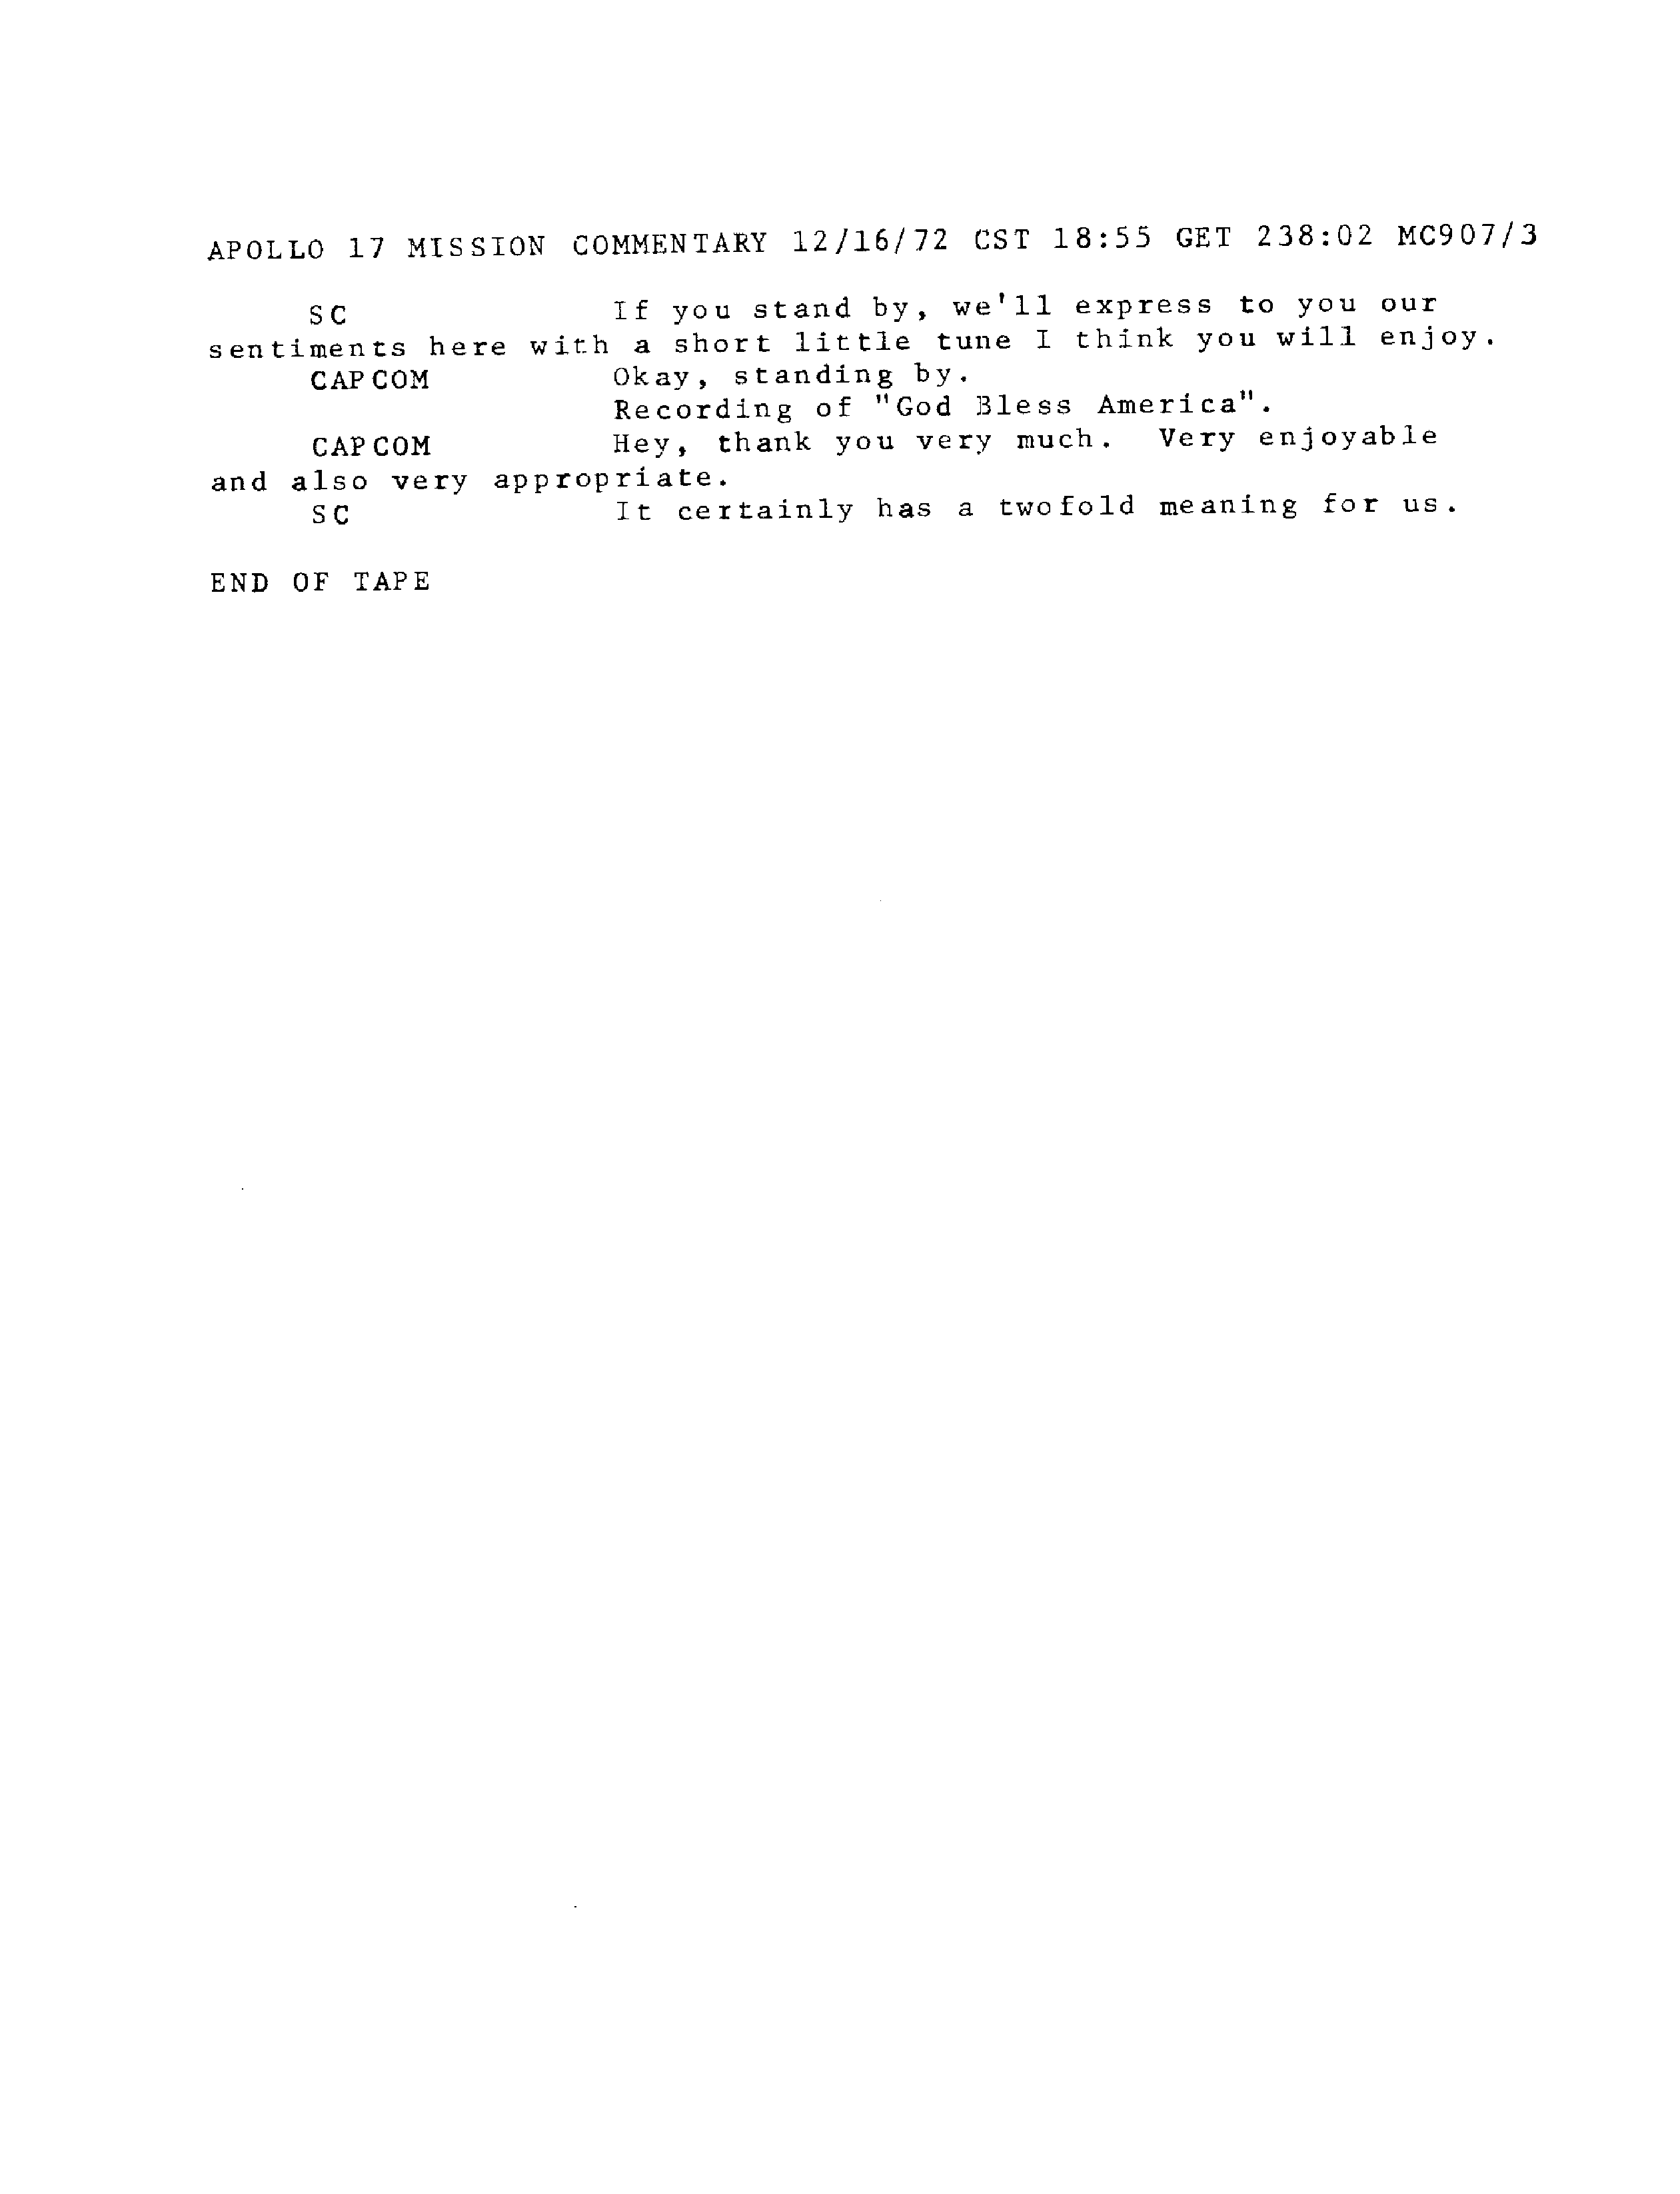 APOLLO 17 MISSION COMMENTARY 12/16/72 CST 18:55 GET 238:02 MC907/3
SC If you stand by, we'll express to you our
sentiments here with a short little tune I think you will enjoy.
CAPCOM Okay, standing by.
Recording of "God Bless America".
CAPCOM Hey, thank you very much. Very enjoyable
and also very appropriate.
SC It certainly has a twofold meaning for us.
END OF TAPE